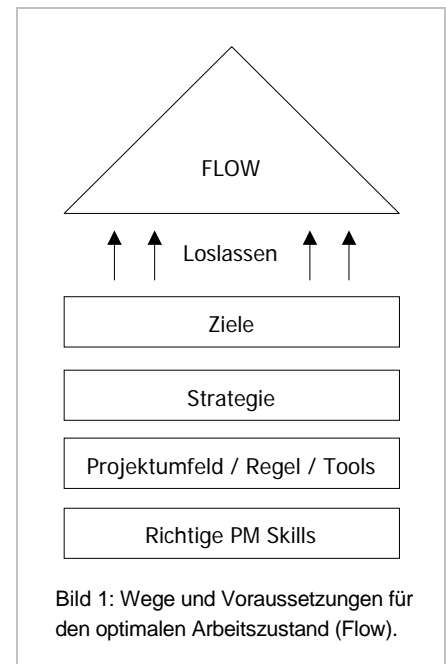 FLOW
Loslassen
Ziele
Strategie
Projektumfeld / Regel / Tools
Richtige PM Skills
Bild 1: Wege und Voraussetzungen für
den optimalen Arbeitszustand (Flow).